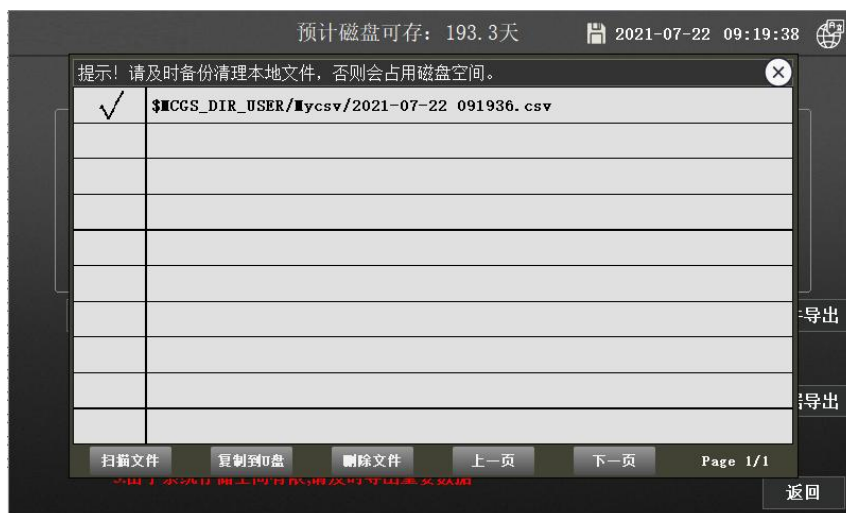 预计磁盘可存: 193.3天
2021-07-22 09:19:38
提示! 请及时备份清理本地文件, 否则会占用磁盘空间。
$MCGS_DIR_USER/Mycsv/2021-07-22 091936.csv
导出
导出
扫描文件 复制到U盘 删除文件 上一页 下一页 Page 1/1
返回